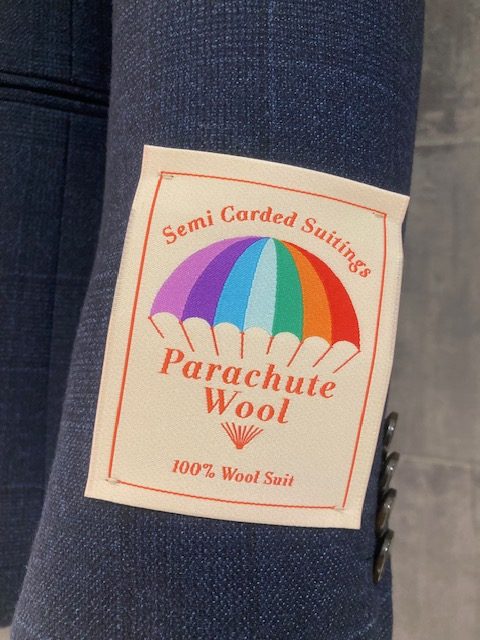 Semi Carded Suitings
Parachute
Wool
100% Wool Suit